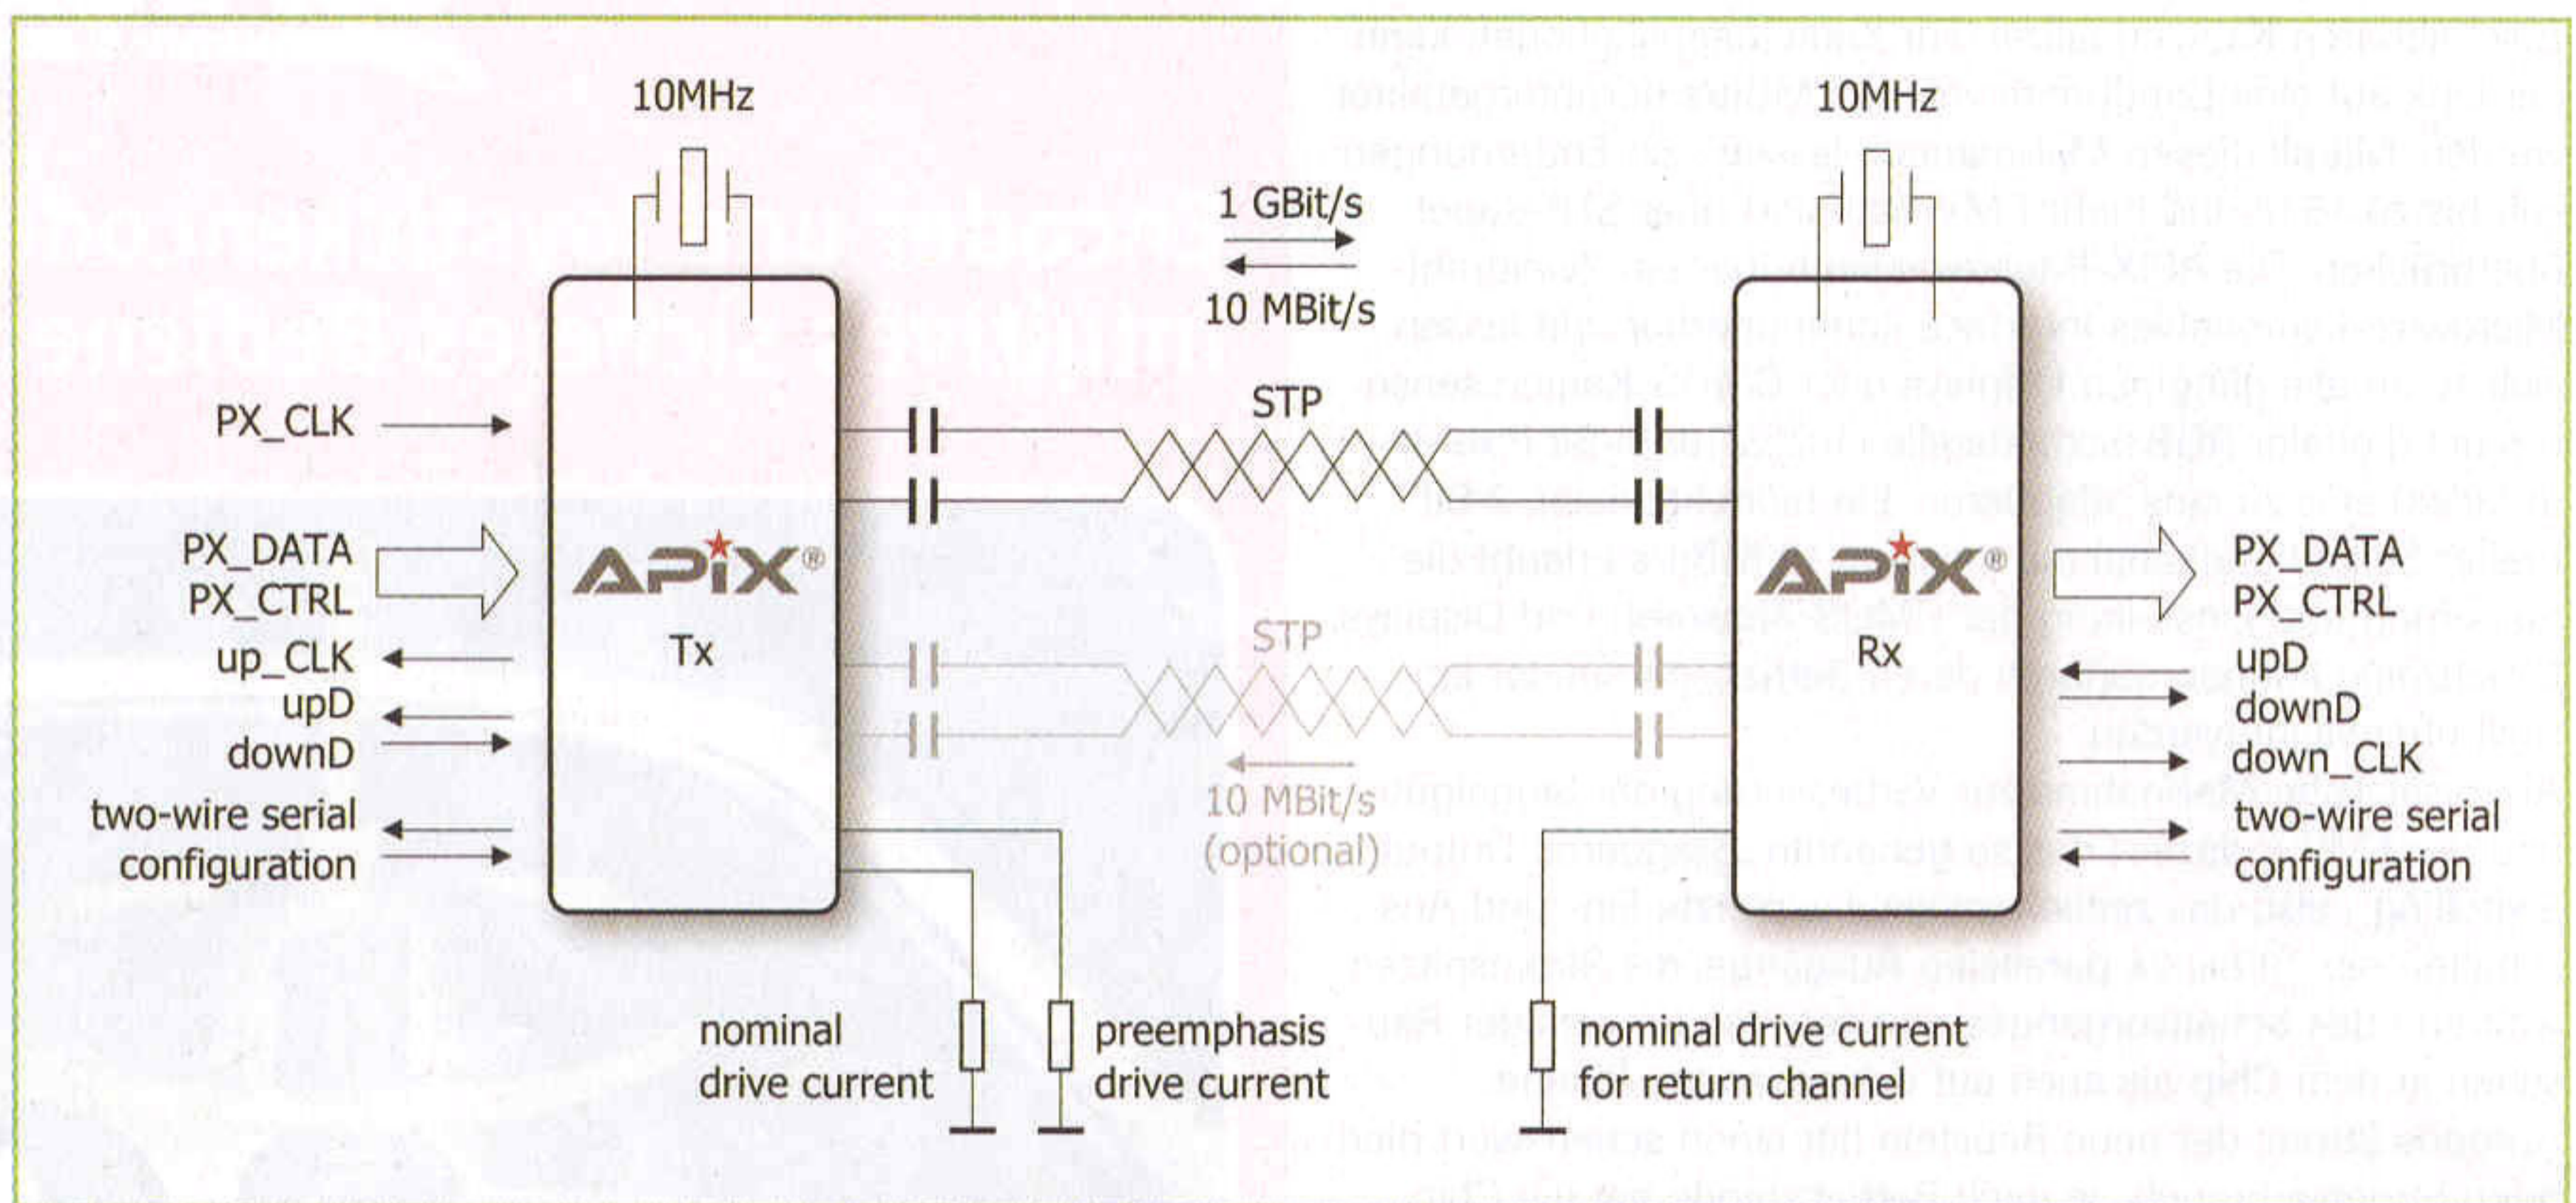 10MHz
10MHz
1 GBit/s
10 MBit/s
PX_CLK
STP
PX_DATA
PX_CTRL
APiX®
Tx
APiX®
Rx
PX_DATA
PX_CTRL
up_CLK
upD
downD
STP
upD
downD
down_CLK
two-wire serial
configuration
10 MBit/s
(optional)
two-wire serial
configuration
nominal
drive current
preemphasis
drive current
nominal drive current
for return channel